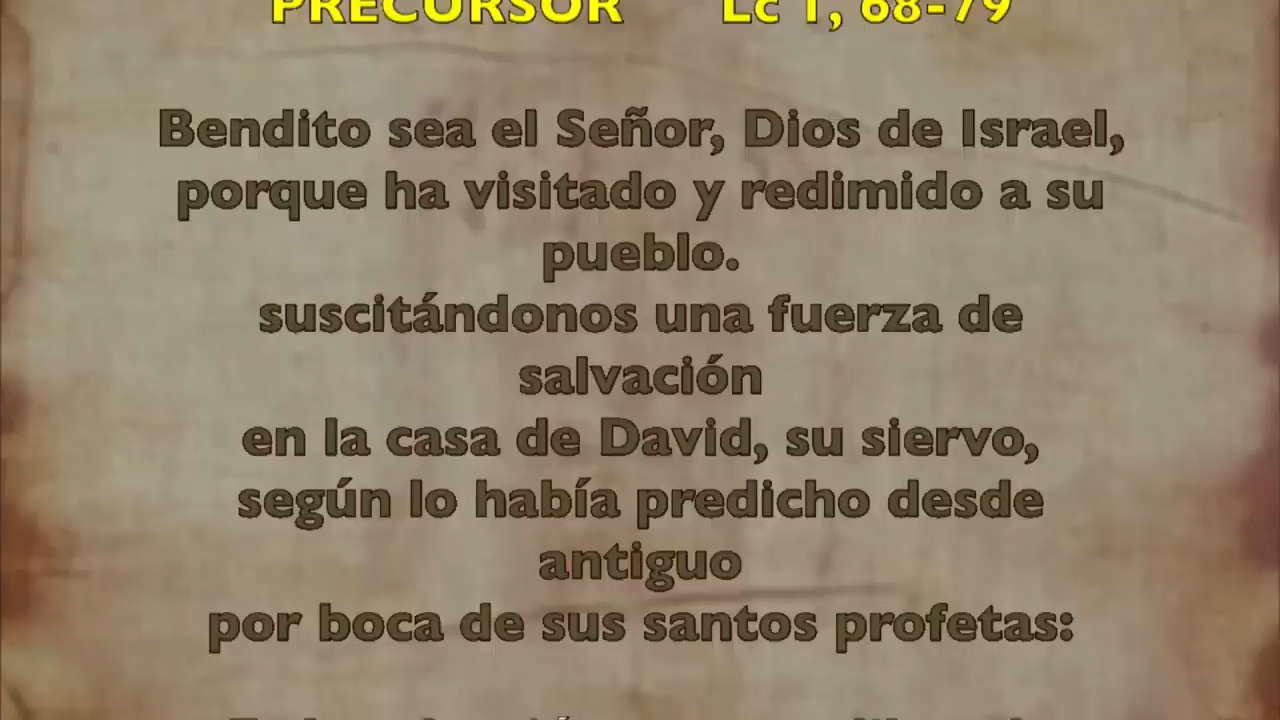 PRECURSOR Lc 1, 68-79
Bendito sea el Señor, Dios de Israel,
porque ha visitado y redimido a su
pueblo.
suscitándonos una fuerza de
salvación
en la casa de David, su siervo,
según lo había predicho desde
antiguo
por boca de sus santos profetas: